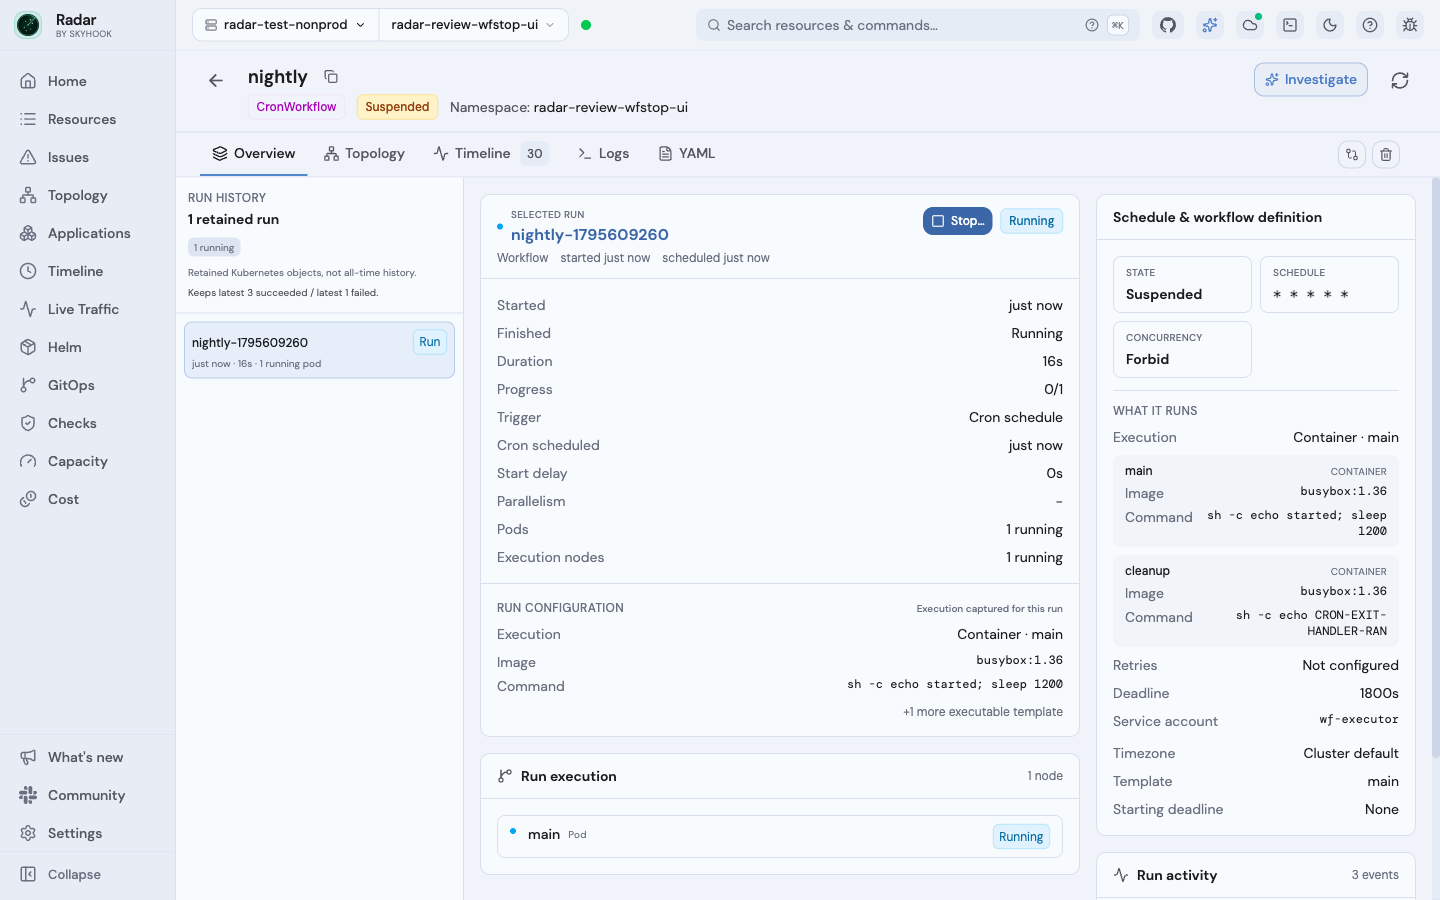 Radar
BY SKYHOOK
radar-test-nonprod
radar-review-wfstop-ui
Search resources & commands...
⌘K
Home
Resources
Issues
Topology
Applications
Timeline
Live Traffic
Helm
GitOps
Checks
Capacity
Cost
What's new
Community
Settings
Collapse
nightly
CronWorkflow
Suspended
Namespace: radar-review-wfstop-ui
Investigate
Overview
Topology
Timeline 30
Logs
YAML
RUN HISTORY
1 retained run
1 running
Retained Kubernetes objects, not all-time history.
Keeps latest 3 succeeded / latest 1 failed.
nightly-1795609260
Run
just now · 16s · 1 running pod
SELECTED RUN
nightly-1795609260
Stop...
Running
Workflow started just now scheduled just now
Started just now
Finished Running
Duration 16s
Progress 0/1
Trigger Cron schedule
Cron scheduled just now
Start delay 0s
Parallelism –
Pods 1 running
Execution nodes 1 running
RUN CONFIGURATION Execution captured for this run
Execution Container · main
Image busybox:1.36
Command sh -c echo started; sleep 1200
+1 more executable template
Run execution 1 node
main Pod Running
Schedule & workflow definition
STATE
Suspended
SCHEDULE
* * * * *
CONCURRENCY
Forbid
WHAT IT RUNS
Execution Container · main
main CONTAINER
Image busybox:1.36
Command sh -c echo started; sleep
1200
cleanup CONTAINER
Image busybox:1.36
Command sh -c echo CRON-EXIT-
HANDLER-RAN
Retries Not configured
Deadline 1800s
Service account wf-executor
Timezone Cluster default
Template main
Starting deadline None
Run activity 3 events